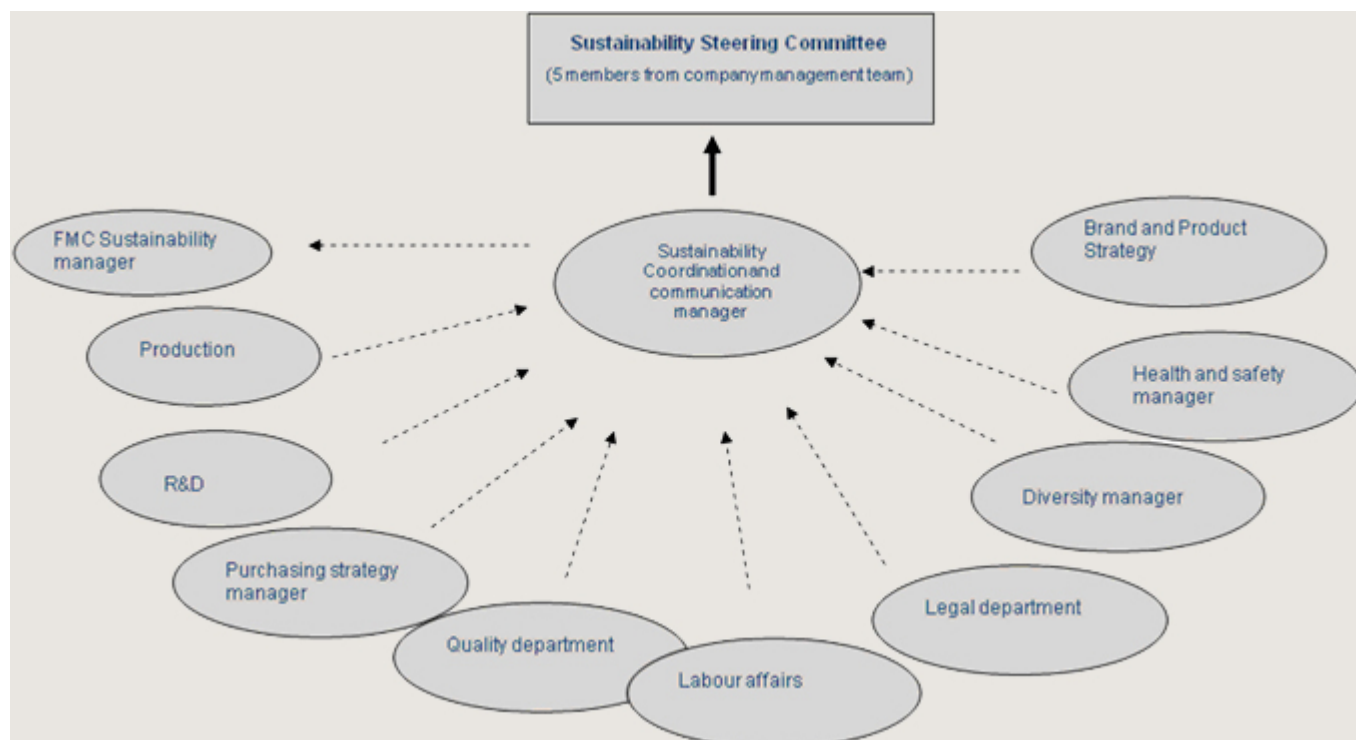 Sustainability Steering Committee
(5 members from company management team)
FMC Sustainability
manager
Sustainability
Coordination and
communication
manager
Brand and Product
Strategy
Production
Health and safety
manager
R&D
Diversity manager
Purchasing strategy
manager
Legal department
Quality department
Labour affairs